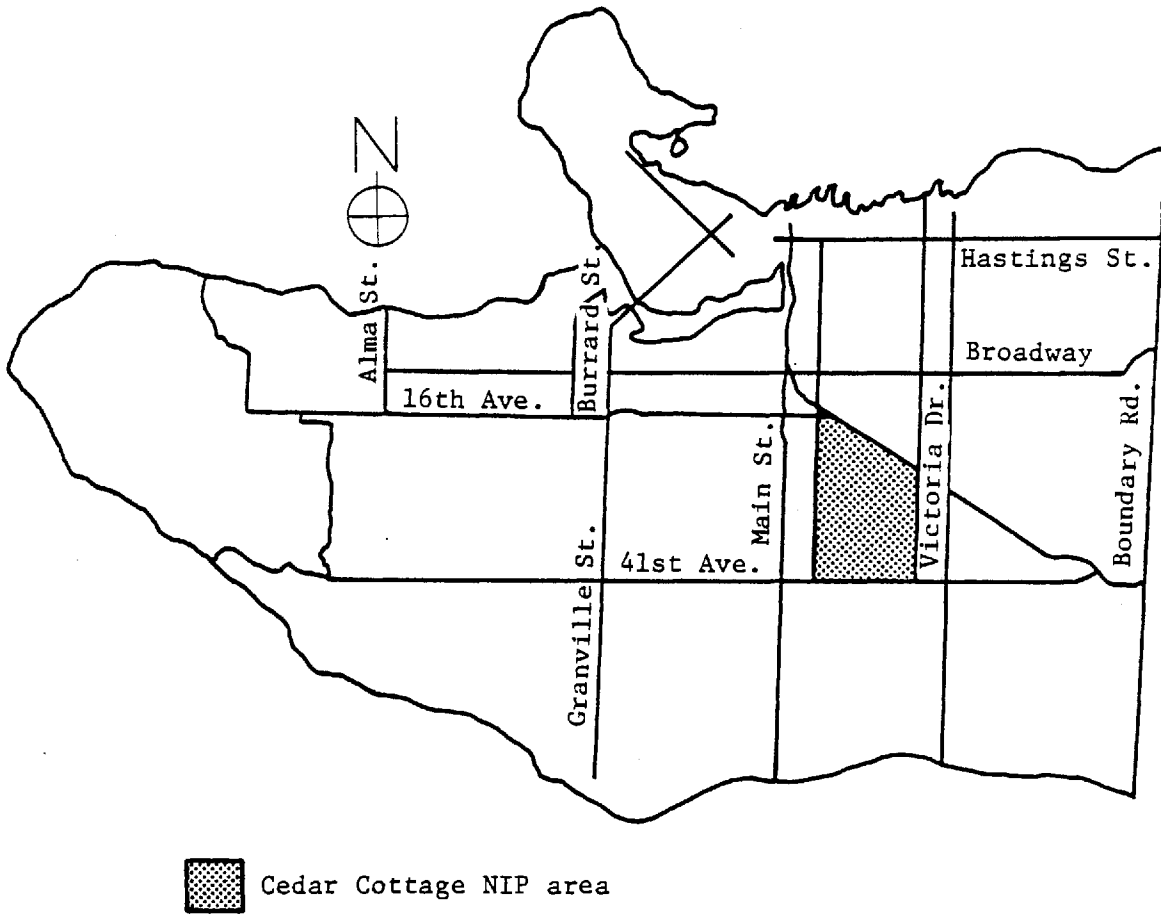 N
Hastings St.
Alma St.
Burrard St.
Broadway
16th Ave.
Main St.
Victoria Dr.
Boundary Rd.
41st Ave.
Granville St.
Cedar Cottage NIP area